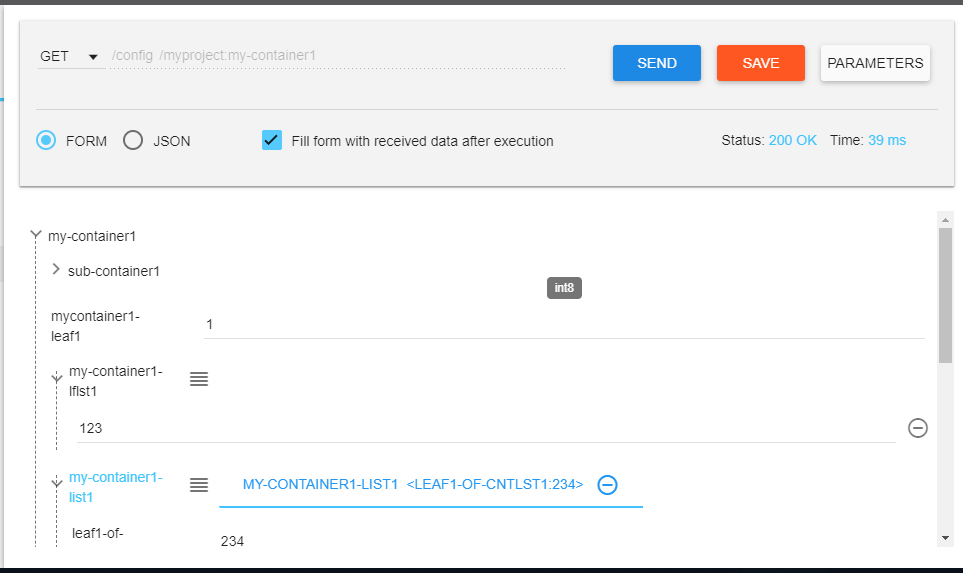 GET /config /myproject:my-container1 SEND SAVE PARAMETERS
FORM JSON Fill form with received data after execution Status: 200 OK Time: 39 ms
my-container1
sub-container1
int8
mycontainer1-
leaf1
1
my-container1-
lflst1
123
my-container1-
list1
MY-CONTAINER1-LIST1 <LEAF1-OF-CNTLST1:234>
leaf1-of-
234